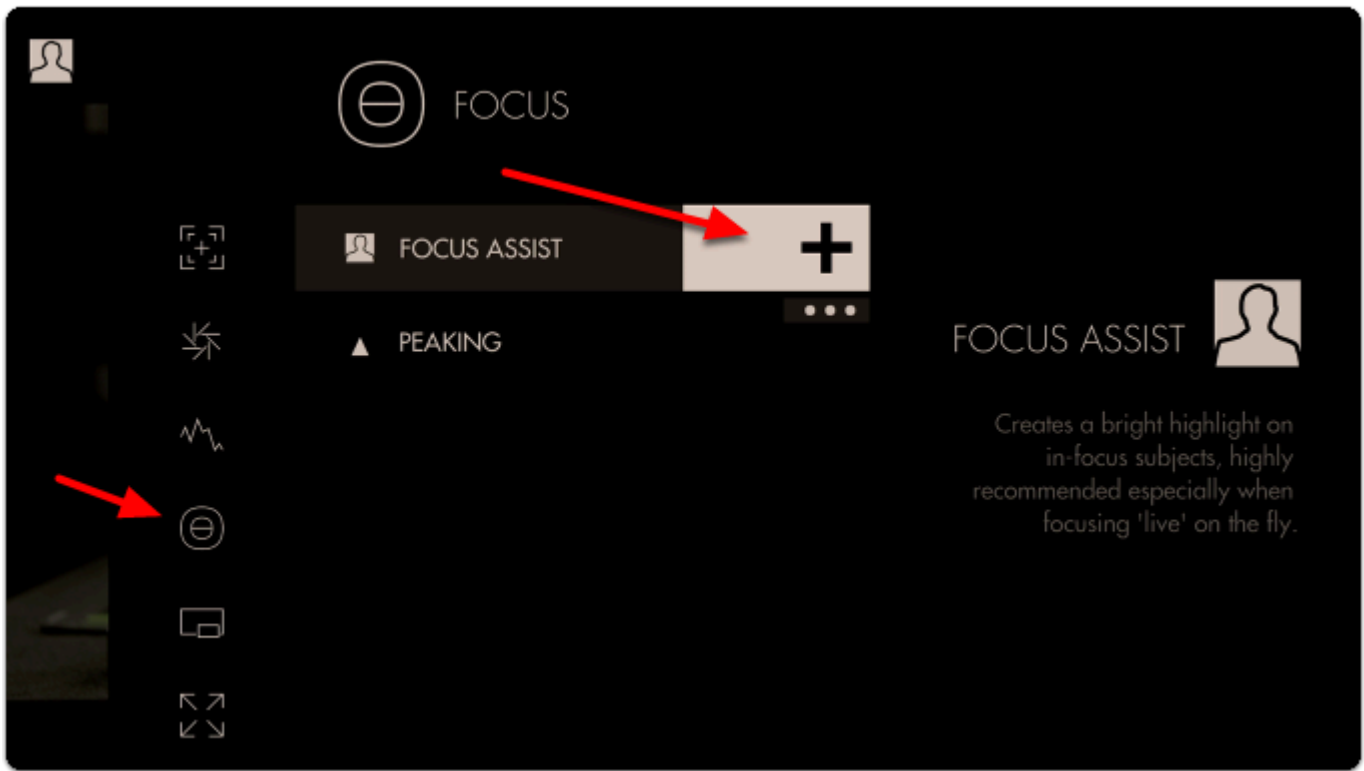 FOCUS
FOCUS ASSIST
PEAKING
FOCUS ASSIST
Creates a bright highlight on
in-focus subjects, highly
recommended especially when
focusing 'live' on the fly.